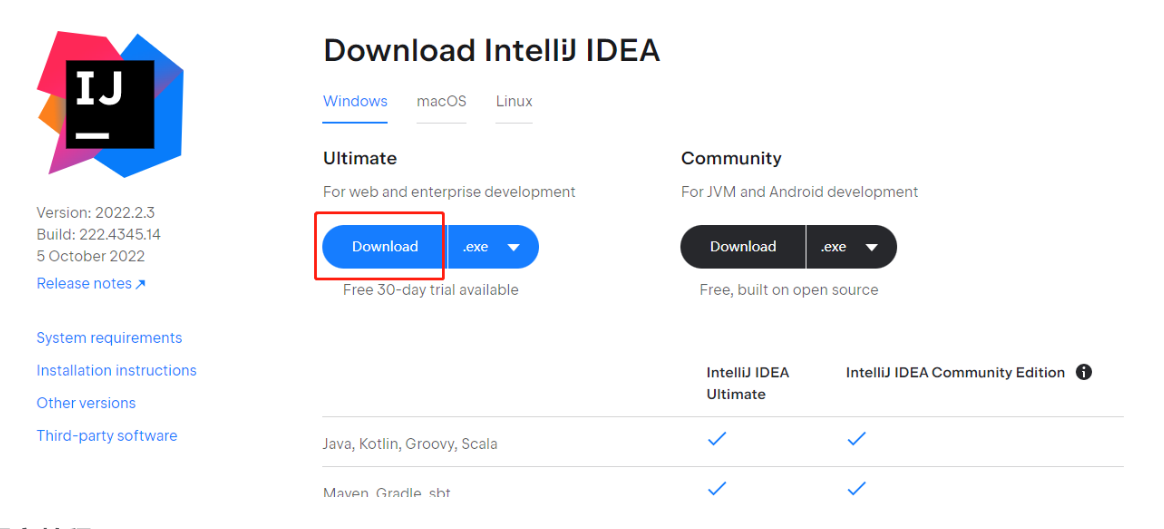 IJ
Download IntelliJ IDEA
Windows macOS Linux
Ultimate
For web and enterprise development
Download .exe
Free 30-day trial available
Community
For JVM and Android development
Download .exe
Free, built on open source
Version: 2022.2.3
Build: 222.4345.14
5 October 2022
Release notes ↗
System requirements
Installation instructions
Other versions
Third-party software
IntelliJ IDEA
Ultimate
IntelliJ IDEA Community Edition
Java, Kotlin, Groovy, Scala
Maven, Gradle, sbt